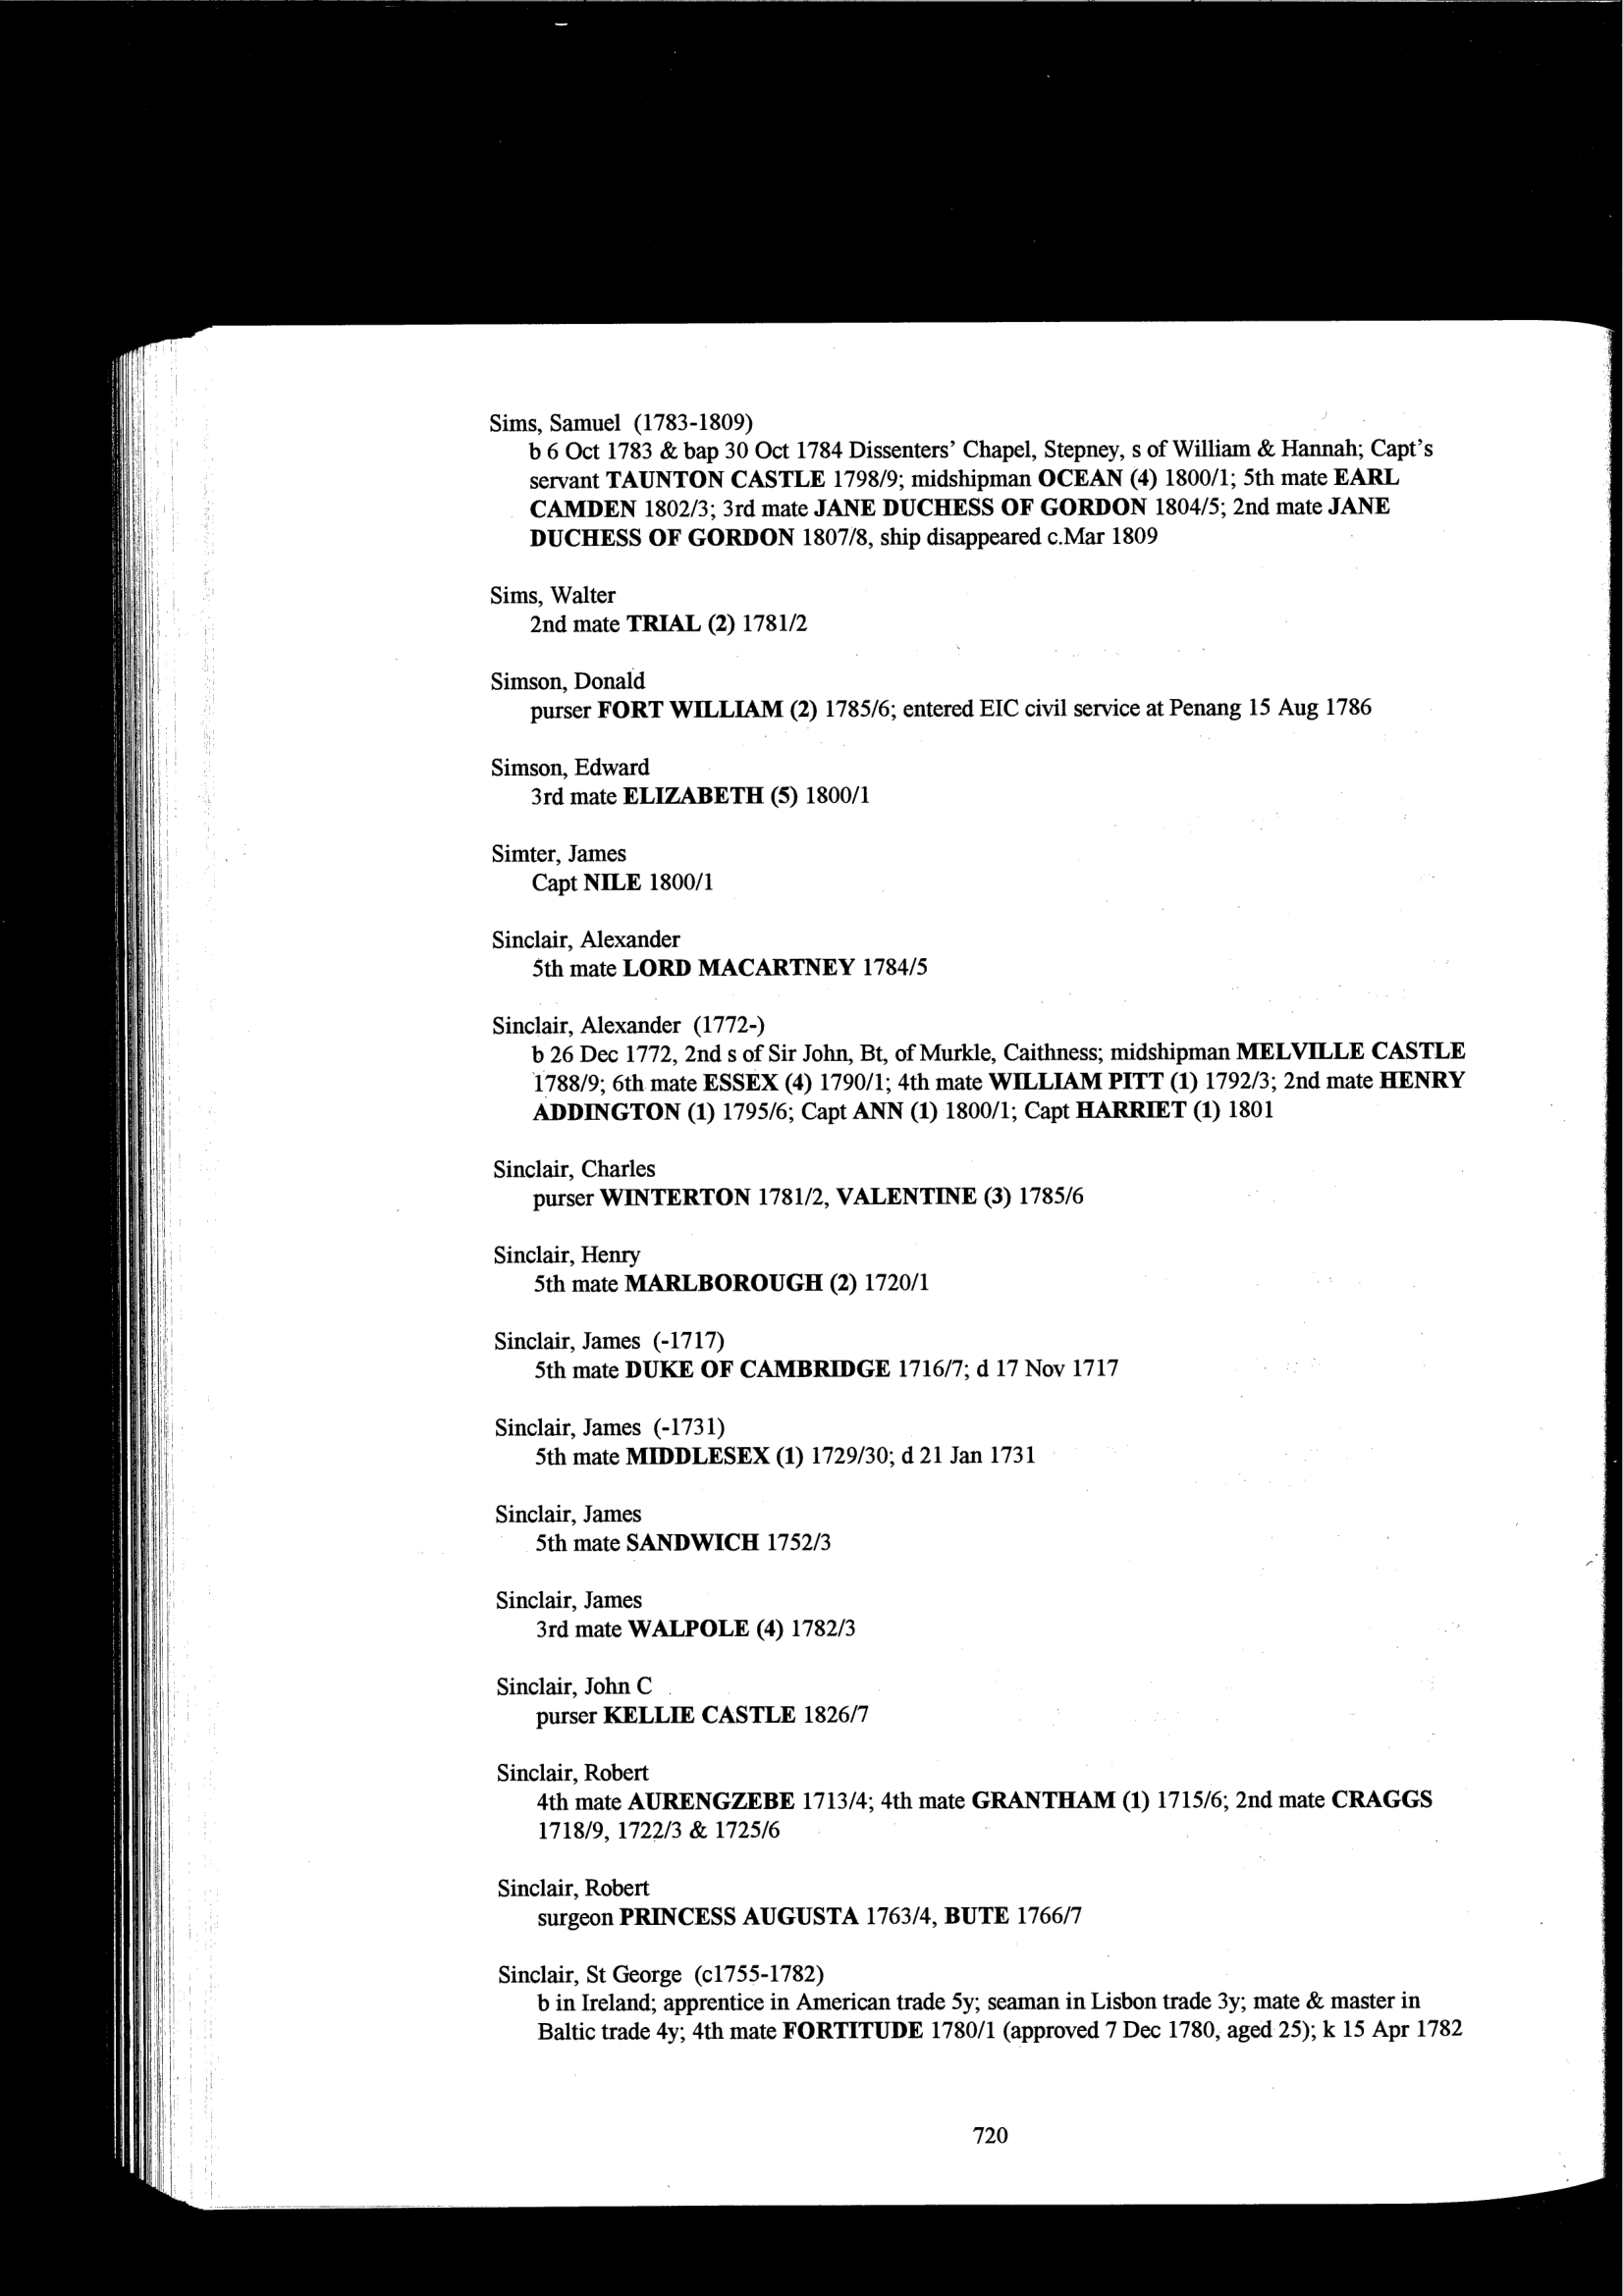 Sims, Samuel (1783-1809)
b 6 Oct 1783 & bap 30 Oct 1784 Dissenters' Chapel, Stepney, s of William & Hannah; Capt's
servant TAUNTON CASTLE 1798/9; midshipman OCEAN (4) 1800/1; 5th mate EARL
CAMDEN 1802/3; 3rd mate JANE DUCHESS OF GORDON 1804/5; 2nd mate JANE
DUCHESS OF GORDON 1807/8, ship disappeared c.Mar 1809
Sims, Walter
2nd mate TRIAL (2) 1781/2
Simson, Donald
purser FORT WILLIAM (2) 1785/6; entered EIC civil service at Penang 15 Aug 1786
Simson, Edward
3rd mate ELIZABETH (5) 1800/1
Simter, James
Capt NILE 1800/1
Sinclair, Alexander
5th mate LORD MACARTNEY 1784/5
Sinclair, Alexander (1772-)
b 26 Dec 1772, 2nd s of Sir John, Bt, of Murkle, Caithness; midshipman MELVILLE CASTLE
1788/9; 6th mate ESSEX (4) 1790/1; 4th mate WILLIAM PITT (1) 1792/3; 2nd mate HENRY
ADDINGTON (1) 1795/6; Capt ANN (1) 1800/1; Capt HARRIET (1) 1801
Sinclair, Charles
purser WINTERTON 1781/2, VALENTINE (3) 1785/6
Sinclair, Henry
5th mate MARLBOROUGH (2) 1720/1
Sinclair, James (-1717)
5th mate DUKE OF CAMBRIDGE 1716/7; d 17 Nov 1717
Sinclair, James (-1731)
5th mate MIDDLESEX (1) 1729/30; d 21 Jan 1731
Sinclair, James
5th mate SANDWICH 1752/3
Sinclair, James
3rd mate WALPOLE (4) 1782/3
Sinclair, John C
purser KELLIE CASTLE 1826/7
Sinclair, Robert
4th mate AURENGZEBE 1713/4; 4th mate GRANTHAM (1) 1715/6; 2nd mate CRAGGS
1718/9, 1722/3 & 1725/6
Sinclair, Robert
surgeon PRINCESS AUGUSTA 1763/4, BUTE 1766/7
Sinclair, St George (c1755-1782)
b in Ireland; apprentice in American trade 5y; seaman in Lisbon trade 3y; mate & master in
Baltic trade 4y; 4th mate FORTITUDE 1780/1 (approved 7 Dec 1780, aged 25); k 15 Apr 1782
720